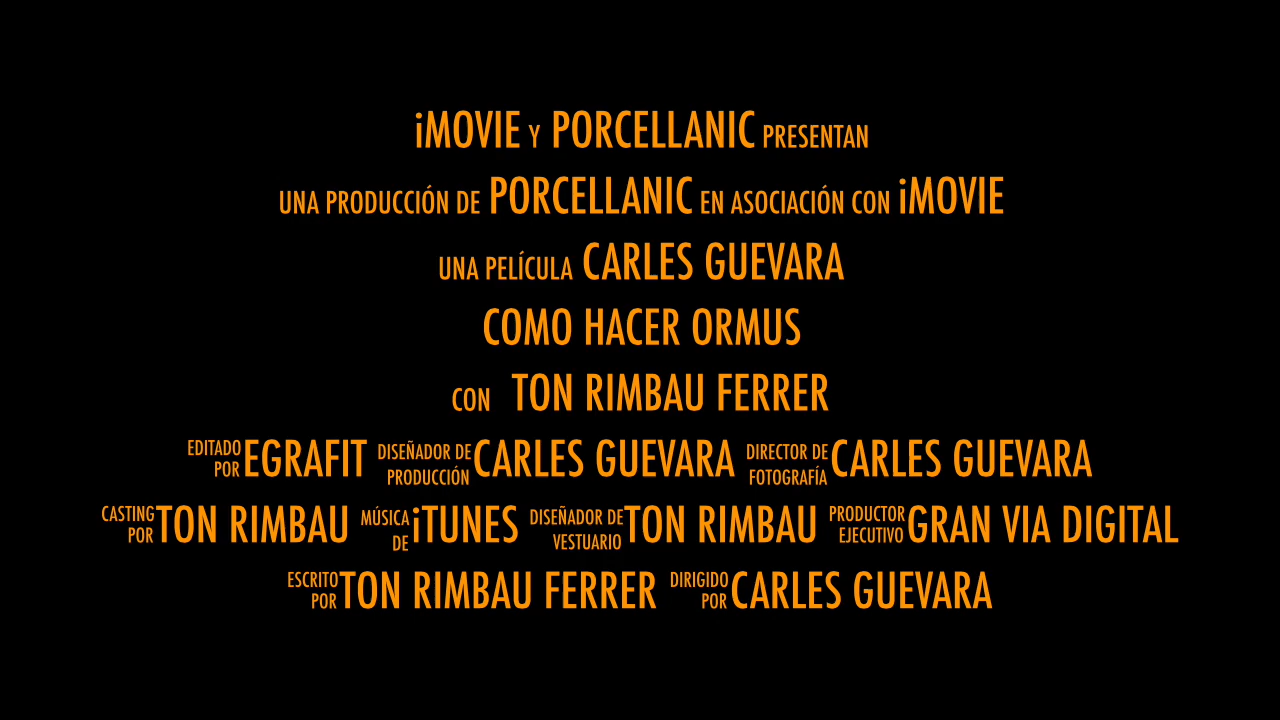 iMOVIE Y PORCELLANIC PRESENTAN
UNA PRODUCCIÓN DE PORCELLANIC EN ASOCIACIÓN CON iMOVIE
UNA PELÍCULA CARLES GUEVARA
COMO HACER ORMUS
CON TON RIMBAU FERRER
EDITADO POR EGRAFIT DISEÑADOR DE PRODUCCIÓN CARLES GUEVARA DIRECTOR DE FOTOGRAFÍA CARLES GUEVARA
CASTING POR TON RIMBAU MÚSICA DE iTUNES DISEÑADOR DE VESTUARIO TON RIMBAU PRODUCTOR EJECUTIVO GRAN VIA DIGITAL
ESCRITO POR TON RIMBAU FERRER DIRIGIDO POR CARLES GUEVARA